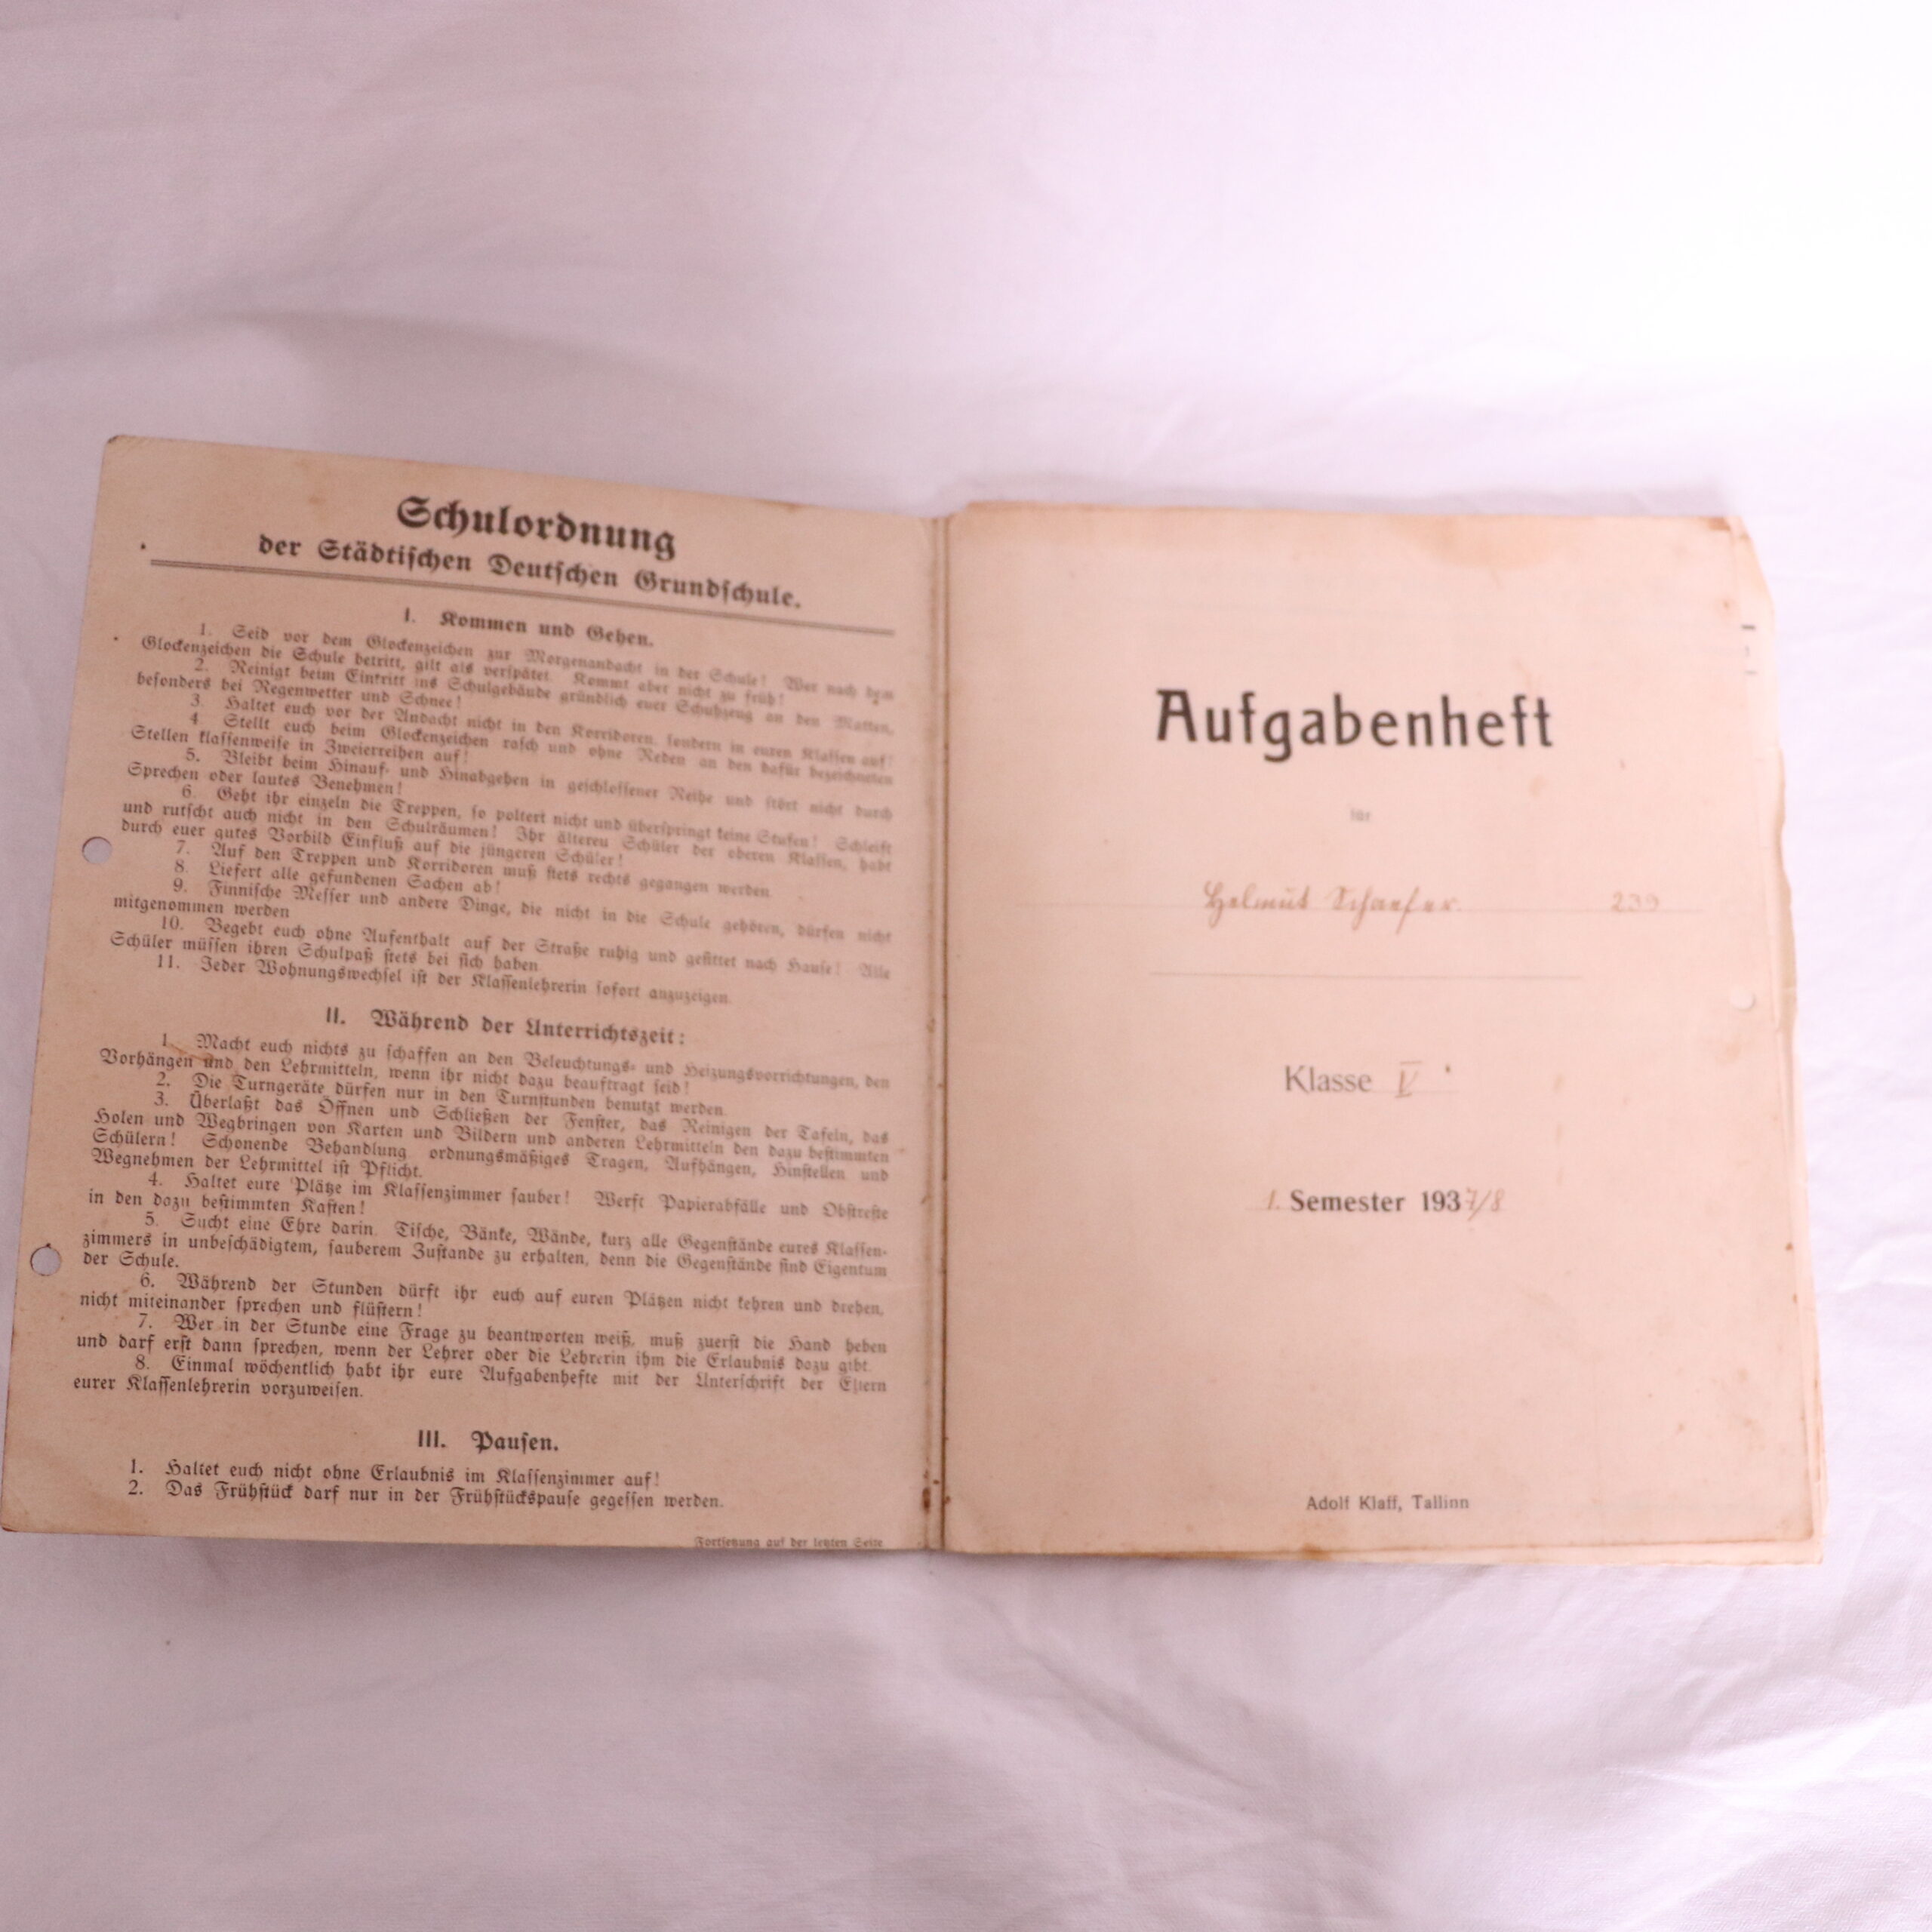 Schulordnung
der Städtischen Deutschen Grundschule.
I. Kommen und Gehen.
1. Seid vor dem Glockenzeichen zur Morgenandacht in der Schule! Wer nach dem
Glockenzeichen die Schule betritt, gilt als verspätet. Kommt aber nicht zu früh!
2. Reinigt beim Eintritt ins Schulgebäude gründlich euer Schuhzeug an den Matten,
besonders bei Regenwetter und Schnee!
3. Haltet euch vor der Andacht nicht in den Korridoren, sondern in euren Klassen auf!
4. Stellt euch beim Glockenzeichen rasch und ohne Reden an den dafür bezeichneten
Stellen klassenweise in Zweierreihen auf!
5. Bleibt beim Hinauf- und Hinabgehen in geschlossener Reihe und stört nicht durch
Sprechen oder lautes Benehmen!
6. Geht ihr einzeln die Treppen, so poltert nicht und überspringt keine Stufen! Schleift
und rutscht auch nicht in den Schulräumen! Ihr älteren Schüler der oberen Klassen, habt
durch euer gutes Vorbild Einfluß auf die jüngeren Schüler!
7. Auf den Treppen und Korridoren muß stets rechts gegangen werden.
8. Liefert alle gefundenen Sachen ab!
9. Finnische Messer und andere Dinge, die nicht in die Schule gehören, dürfen nicht
mitgenommen werden
10. Begebt euch ohne Aufenthalt auf der Straße ruhig und gesittet nach Hause! Alle
Schüler müssen ihren Schulpaß stets bei sich haben.
11. Jeder Wohnungswechsel ist der Klassenlehrerin sofort anzuzeigen.
II. Während der Unterrichtszeit:
1. Macht euch nichts zu schaffen an den Beleuchtungs- und Heizungsvorrichtungen, den
Vorhängen und den Lehrmitteln, wenn ihr nicht dazu beauftragt seid!
2. Die Turngeräte dürfen nur in den Turnstunden benutzt werden.
3. Überlaßt das Öffnen und Schließen der Fenster, das Reinigen der Tafeln, das
Holen und Wegbringen von Karten und Bildern und anderen Lehrmitteln den dazu bestimmten
Schülern! Schonende Behandlung, ordnungsmäßiges Tragen, Aufhängen, Hinstellen und
Wegnehmen der Lehrmittel ist Pflicht.
4. Haltet eure Plätze im Klassenzimmer sauber! Werft Papierabfälle und Obstreste
in den dazu bestimmten Kasten!
5. Sucht eine Ehre darin, Tische, Bänke, Wände, kurz alle Gegenstände eures Klassen-
zimmers in unbeschädigtem, sauberem Zustande zu erhalten, denn die Gegenstände sind Eigentum
der Schule.
6. Während der Stunden dürft ihr euch auf euren Plätzen nicht kehren und drehen,
nicht miteinander sprechen und flüstern!
7. Wer in der Stunde eine Frage zu beantworten weiß, muß zuerst die Hand heben
und darf erst dann sprechen, wenn der Lehrer oder die Lehrerin ihm die Erlaubnis dazu gibt.
8. Einmal wöchentlich habt ihr eure Aufgabenhefte mit der Unterschrift der Eltern
eurer Klassenlehrerin vorzuweisen.
III. Pausen.
1. Haltet euch nicht ohne Erlaubnis im Klassenzimmer auf!
2. Das Frühstück darf nur in der Frühstückspause gegessen werden.
Fortsetzung auf der letzten Seite
Aufgabenheft
für
Helmut Schaefer. 239
Klasse IV
1. Semester 1937/8
Adolf Klaff, Tallinn